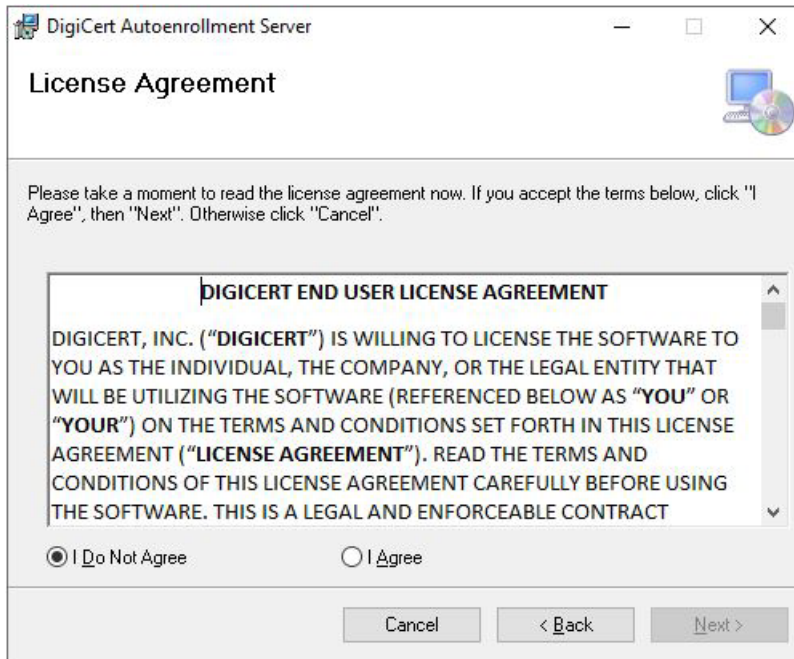 DigiCert Autoenrollment Server
License Agreement
Please take a moment to read the license agreement now. If you accept the terms below, click "I
Agree", then "Next". Otherwise click "Cancel".
DIGICERT END USER LICENSE AGREEMENT
DIGICERT, INC. (“DIGICERT”) IS WILLING TO LICENSE THE SOFTWARE TO
YOU AS THE INDIVIDUAL, THE COMPANY, OR THE LEGAL ENTITY THAT
WILL BE UTILIZING THE SOFTWARE (REFERENCED BELOW AS “YOU” OR
“YOUR”) ON THE TERMS AND CONDITIONS SET FORTH IN THIS LICENSE
AGREEMENT (“LICENSE AGREEMENT”). READ THE TERMS AND
CONDITIONS OF THIS LICENSE AGREEMENT CAREFULLY BEFORE USING
THE SOFTWARE. THIS IS A LEGAL AND ENFORCEABLE CONTRACT
I Do Not Agree
I Agree
Cancel
< Back
Next >